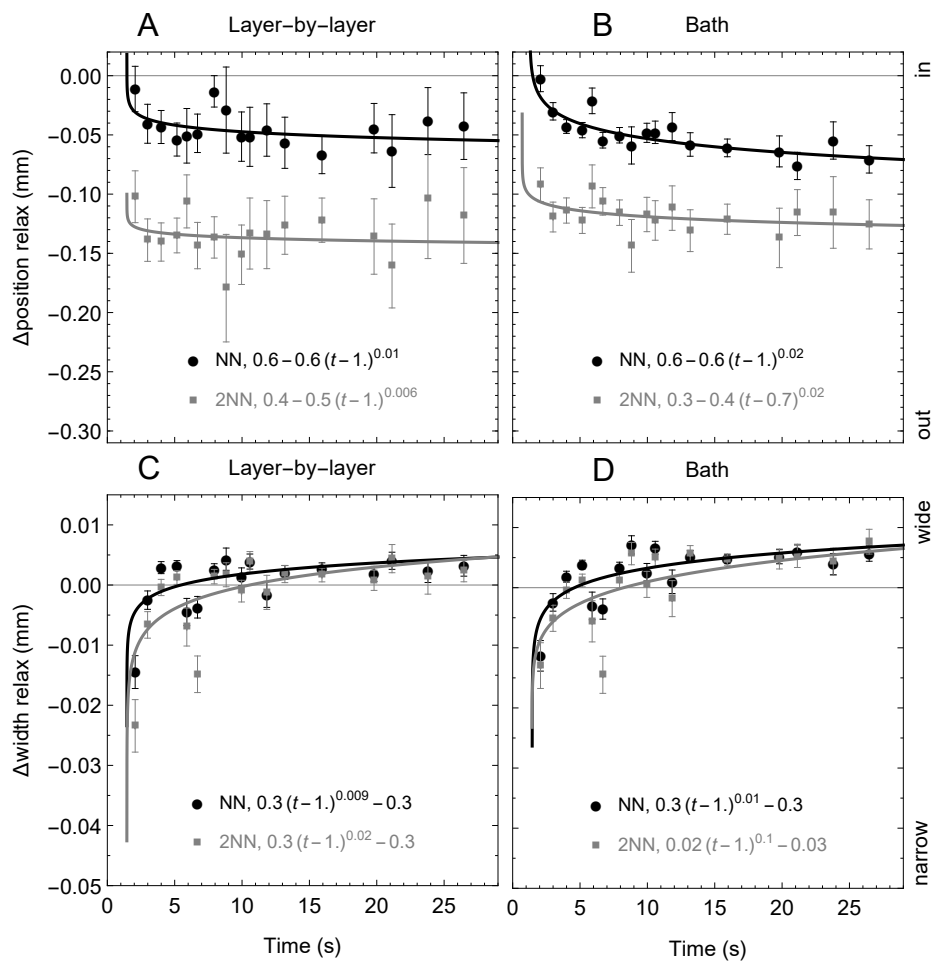 A Layer−by−layer
B Bath
Δposition relax (mm)
0.00
−0.05
−0.10
−0.15
−0.20
−0.25
−0.30
NN, 0.6−0.6 (t−1.)^0.01
2NN, 0.4−0.5 (t−1.)^0.006
NN, 0.6−0.6 (t−1.)^0.02
2NN, 0.3−0.4 (t−0.7)^0.02
in
out
C Layer−by−layer
D Bath
Δwidth relax (mm)
0.01
0.00
−0.01
−0.02
−0.03
−0.04
−0.05
NN, 0.3 (t−1.)^0.009−0.3
2NN, 0.3 (t−1.)^0.02−0.3
NN, 0.3 (t−1.)^0.01−0.3
2NN, 0.02 (t−1.)^0.1−0.03
wide
narrow
0 5 10 15 20 25
0 5 10 15 20 25
Time (s)
Time (s)